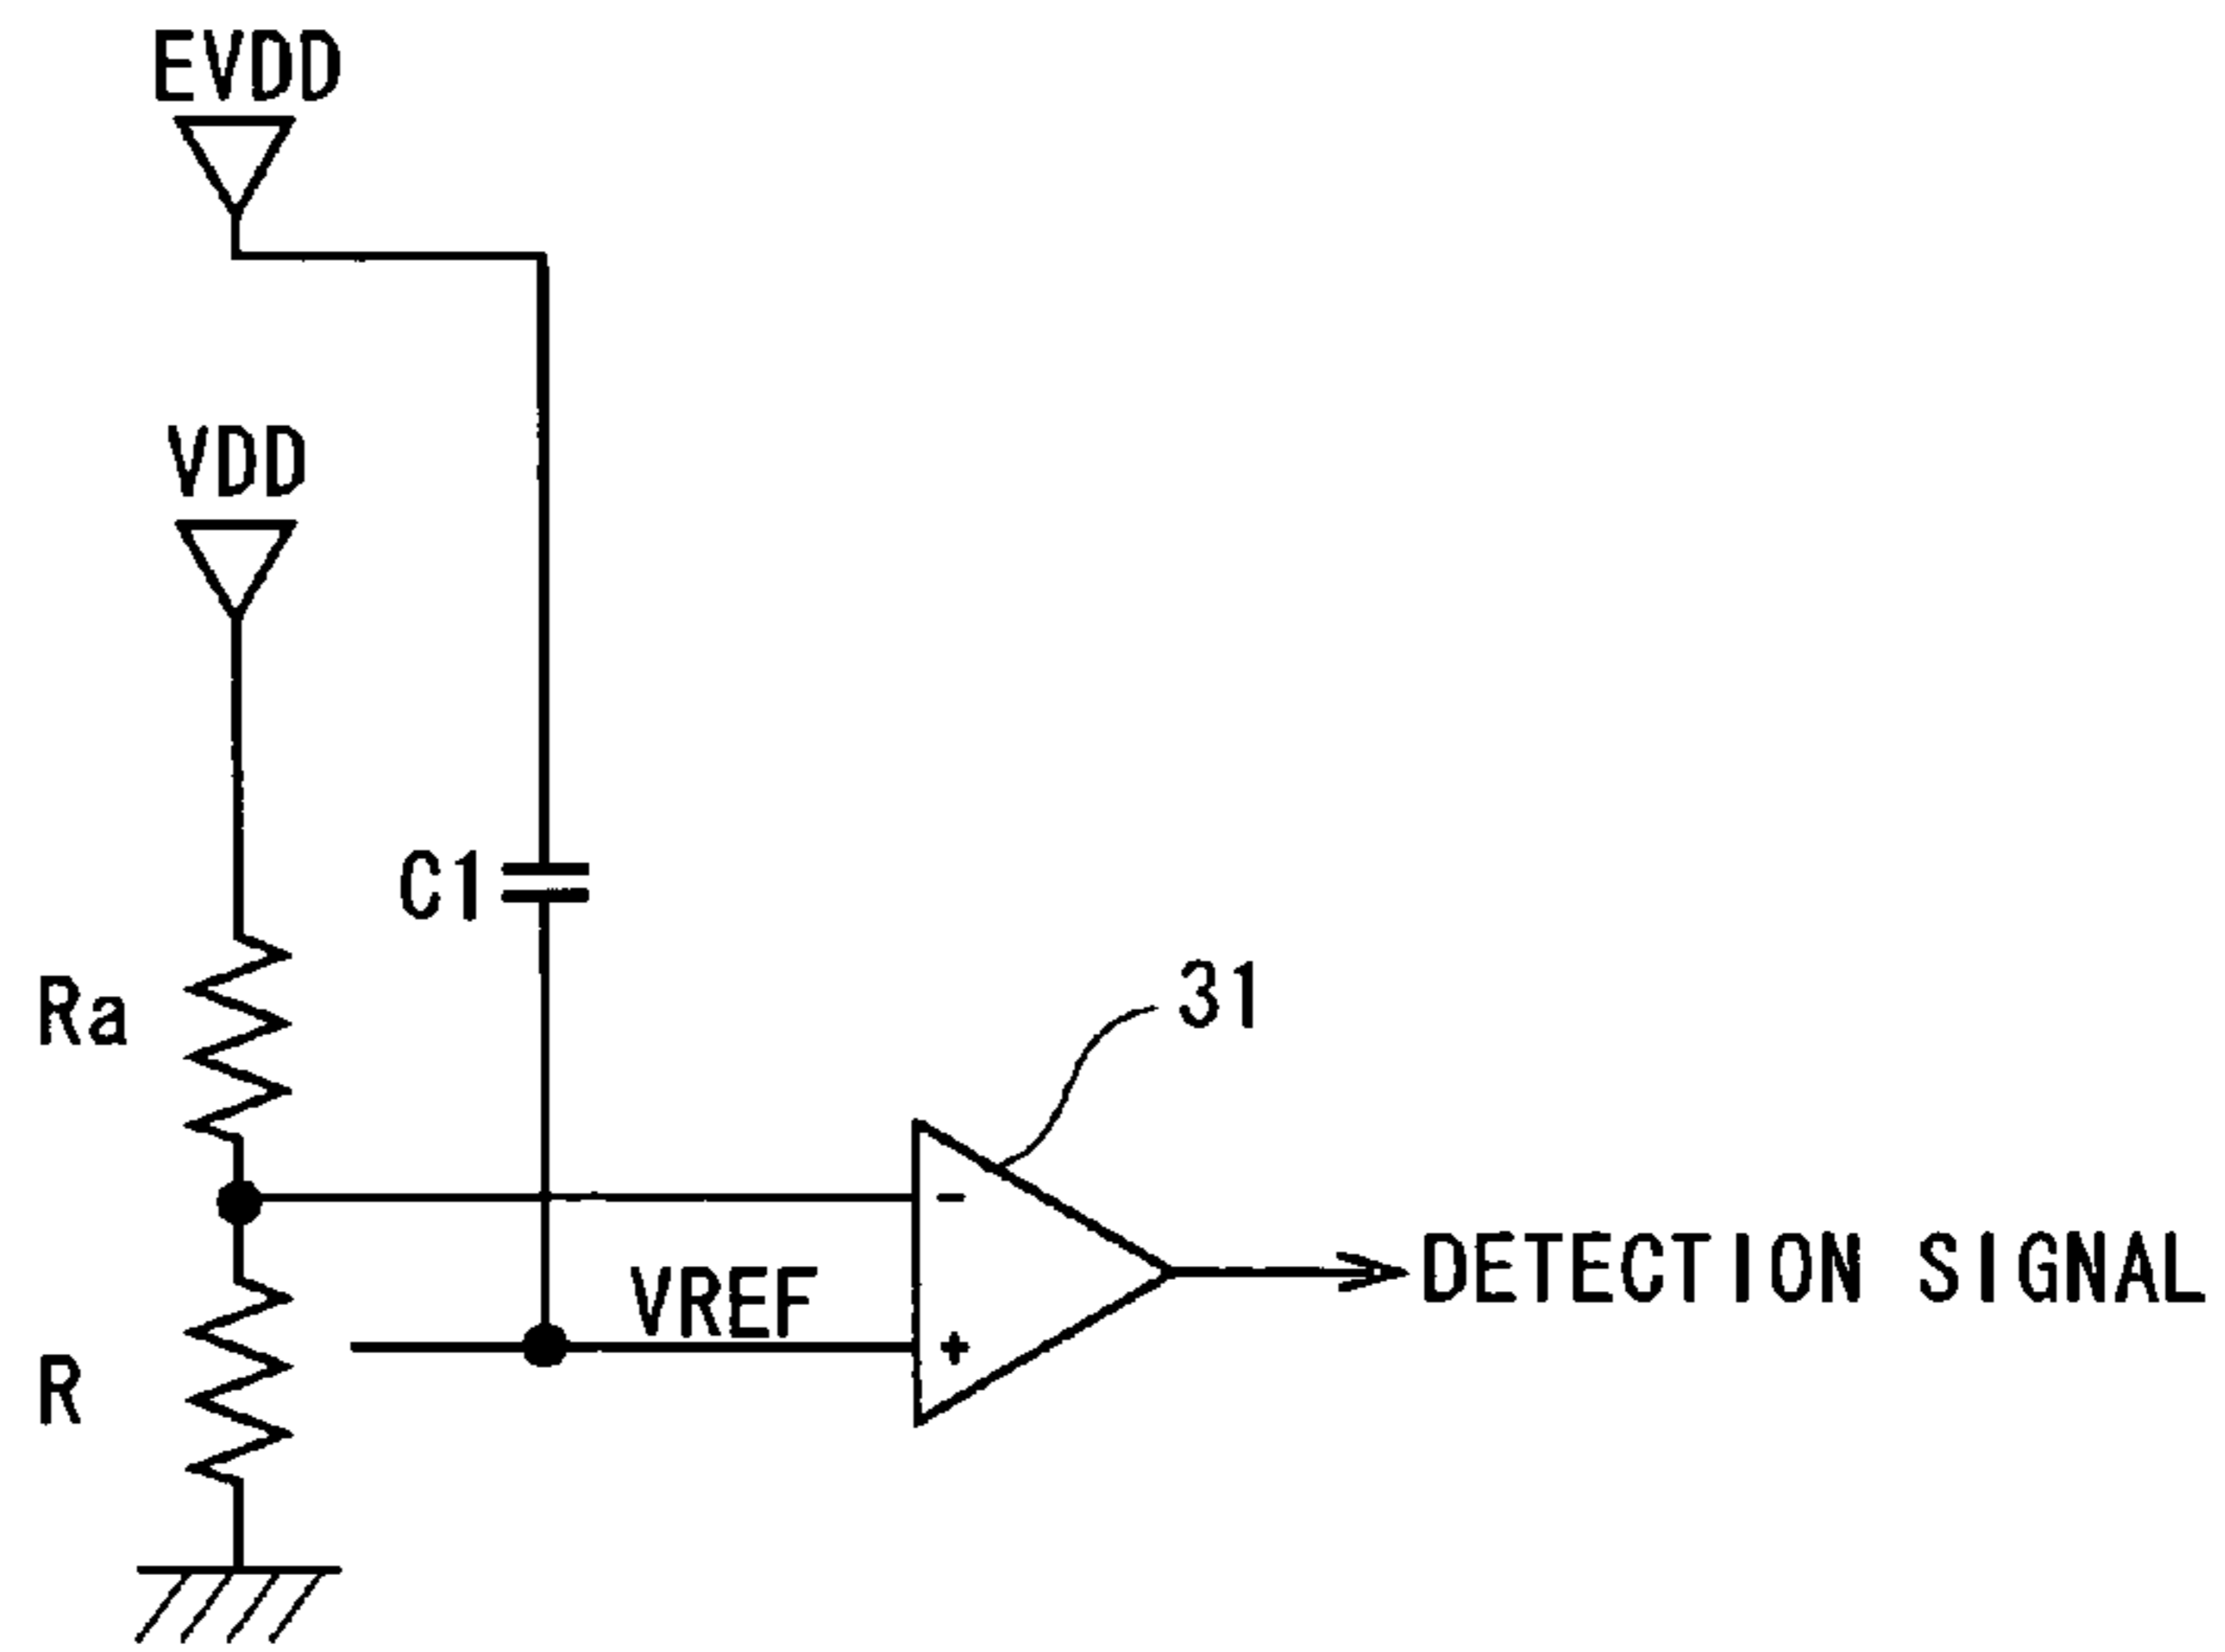 EVDD
VDD
C1
Ra
31
-
VREF
DETECTION SIGNAL
+
R